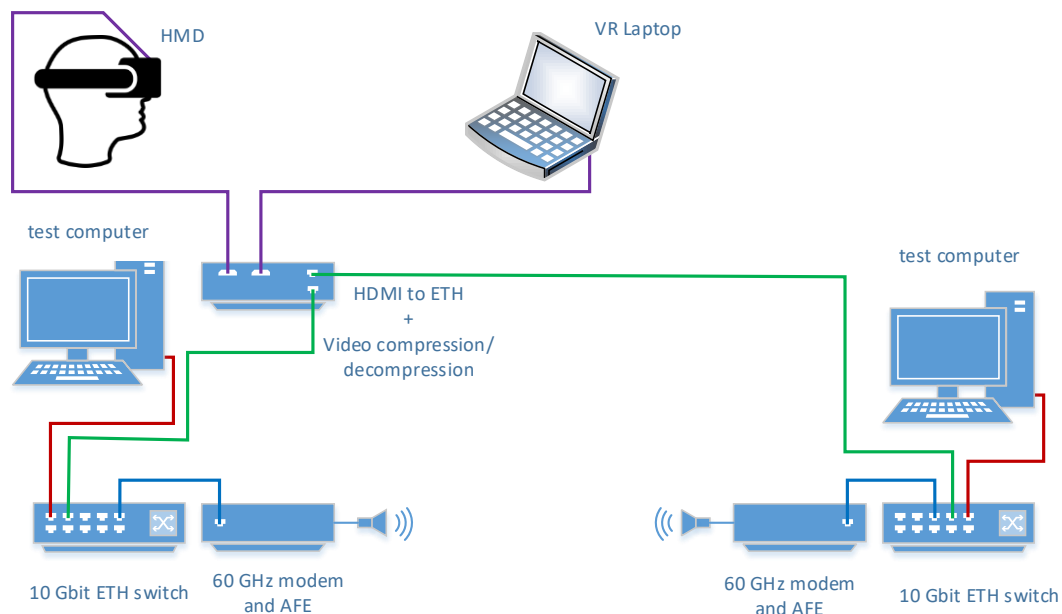 HMD
VR Laptop
test computer
HDMI to ETH
+
Video compression/
decompression
test computer
10 Gbit ETH switch
60 GHz modem
and AFE
60 GHz modem
and AFE
10 Gbit ETH switch